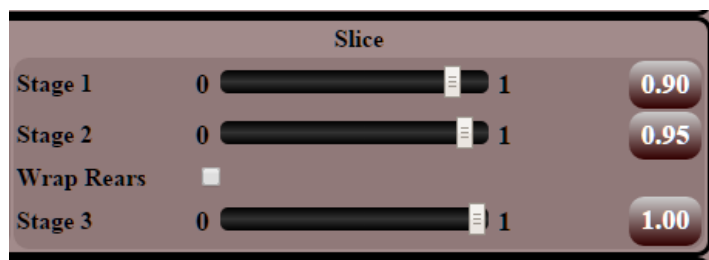 Slice
Stage 1 0 1 0.90
Stage 2 0 1 0.95
Wrap Rears
Stage 3 0 1 1.00